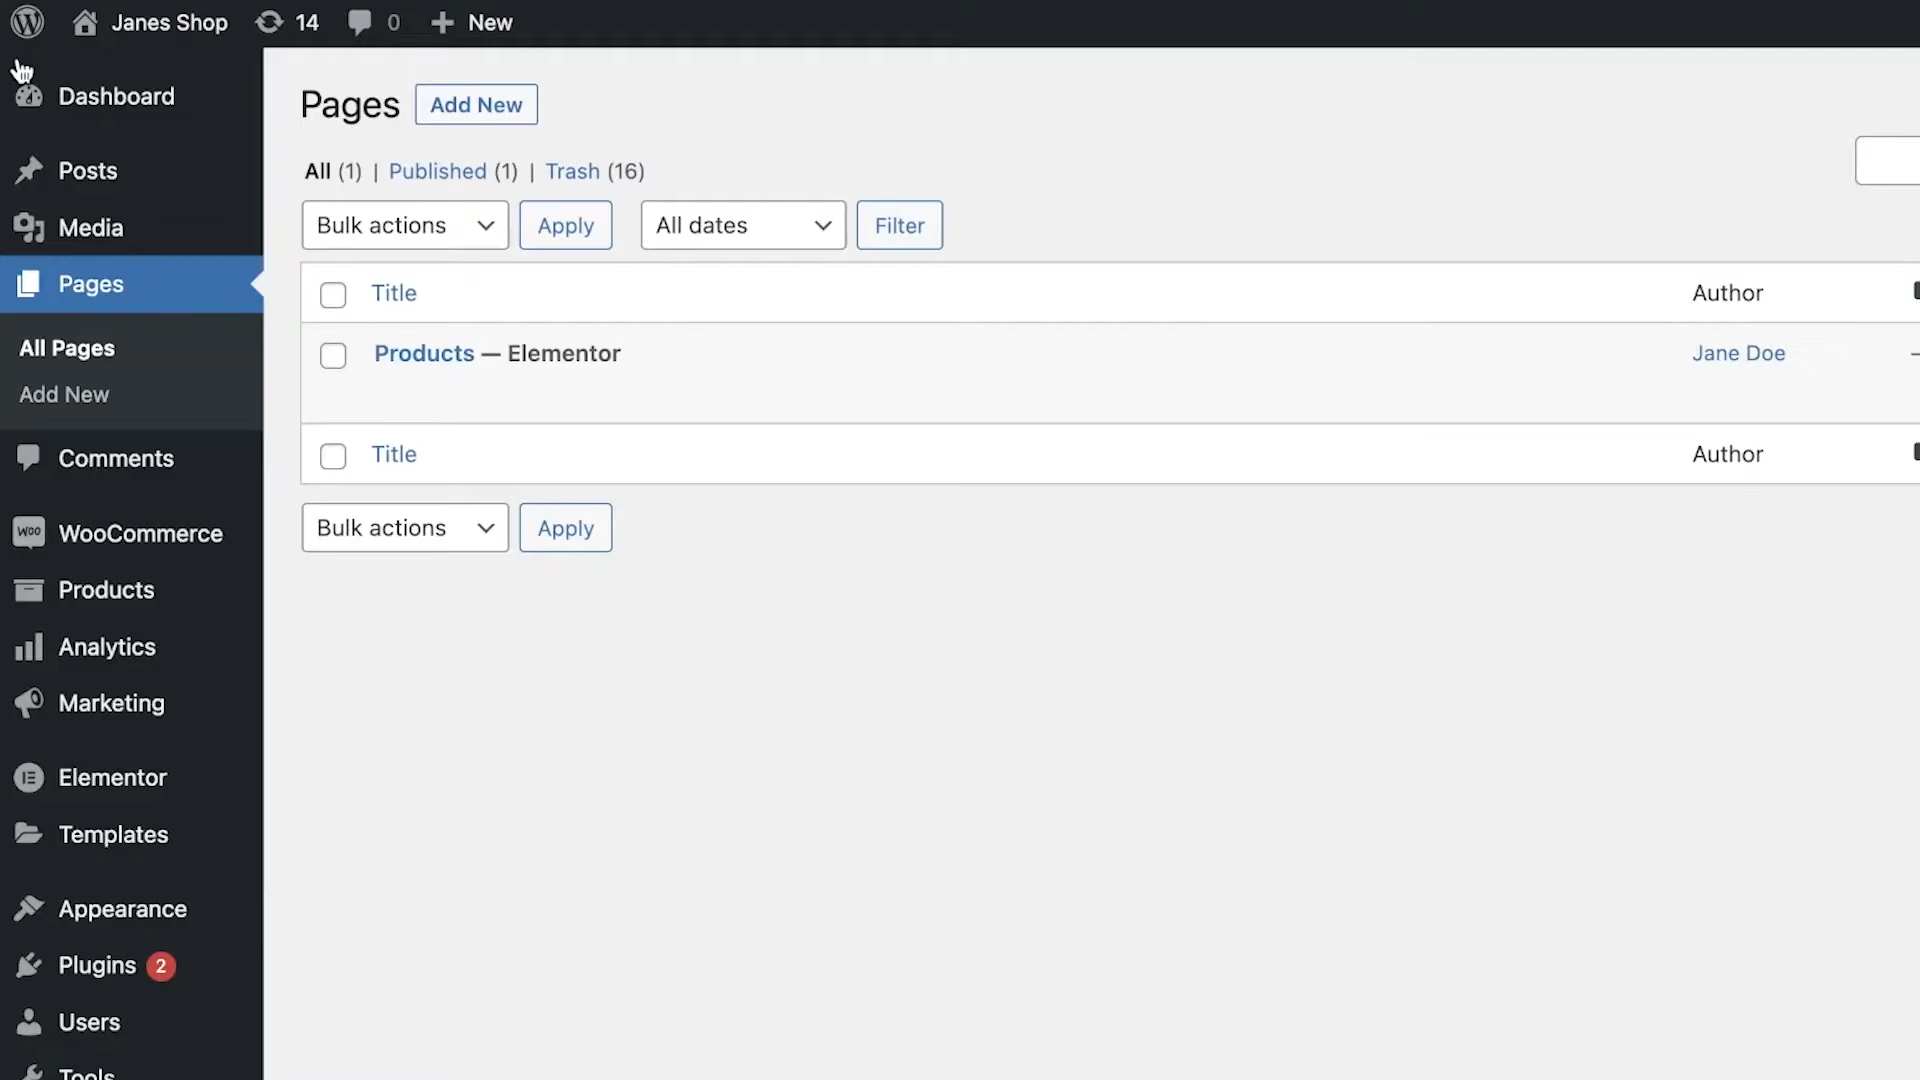 Janes Shop 14 0 New
Dashboard
Posts
Media
Pages
All Pages
Add New
Comments
WOO WooCommerce
Products
Analytics
Marketing
Elementor
Templates
Appearance
Plugins 2
Users
Tools
Pages Add New
All (1) | Published (1) | Trash (16)
Bulk actions Apply All dates Filter
Title Author
Products — Elementor Jane Doe —
Title Author
Bulk actions Apply